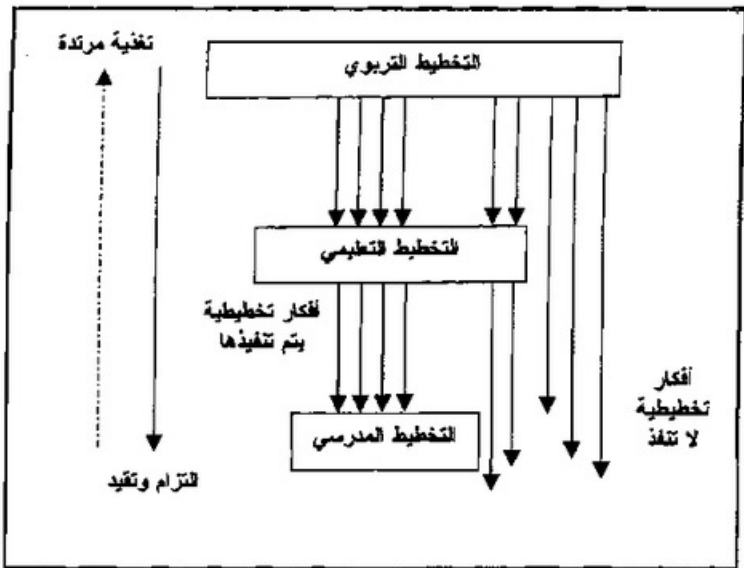 تغذية مرتدة
التخطيط التربوي
التخطيط التعليمي
أفكار تخطيطية
يتم تنفيذها
أفكار
تخطيطية
لا تنفذ
التخطيط المدرسي
التزام وتقيد